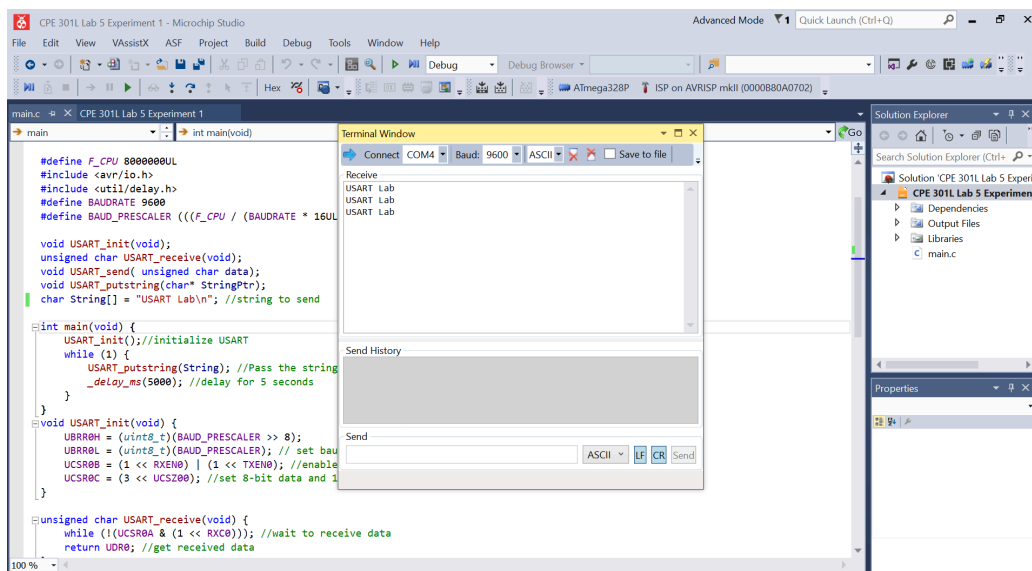 CPE 301L Lab 5 Experiment 1 - Microchip Studio
Advanced Mode 1 Quick Launch (Ctrl+Q)
File Edit View VAssistX ASF Project Build Debug Tools Window Help
Debug Debug Browser
Hex ATmega328P ISP on AVRISP mkII (0000B80A0702)
main.c CPE 301L Lab 5 Experiment 1
main int main(void) Go
#define F_CPU 8000000UL
#include <avr/io.h>
#include <util/delay.h>
#define BAUDRATE 9600
#define BAUD_PRESCALER (((F_CPU / (BAUDRATE * 16UL
void USART_init(void);
unsigned char USART_receive(void);
void USART_send( unsigned char data);
void USART_putstring(char* StringPtr);
char String[] = "USART Lab\n"; //string to send
int main(void) {
USART_init();//initialize USART
while (1) {
USART_putstring(String); //Pass the string
_delay_ms(5000); //delay for 5 seconds
}
}
void USART_init(void) {
UBRR0H = (uint8_t)(BAUD_PRESCALER >> 8);
UBRR0L = (uint8_t)(BAUD_PRESCALER); // set bau
UCSR0B = (1 << RXEN0) | (1 << TXEN0); //enable
UCSR0C = (3 << UCSZ00); //set 8-bit data and 1
}
unsigned char USART_receive(void) {
while (!(UCSR0A & (1 << RXC0))); //wait to receive data
return UDR0; //get received data
100 %
Terminal Window
Connect COM4 Baud: 9600 ASCII Save to file
Receive
USART Lab
USART Lab
USART Lab
Send History
Send
ASCII LF CR Send
Solution Explorer
Search Solution Explorer (Ctrl+
Solution 'CPE 301L Lab 5 Experi
CPE 301L Lab 5 Experimen
Dependencies
Output Files
Libraries
main.c
Properties